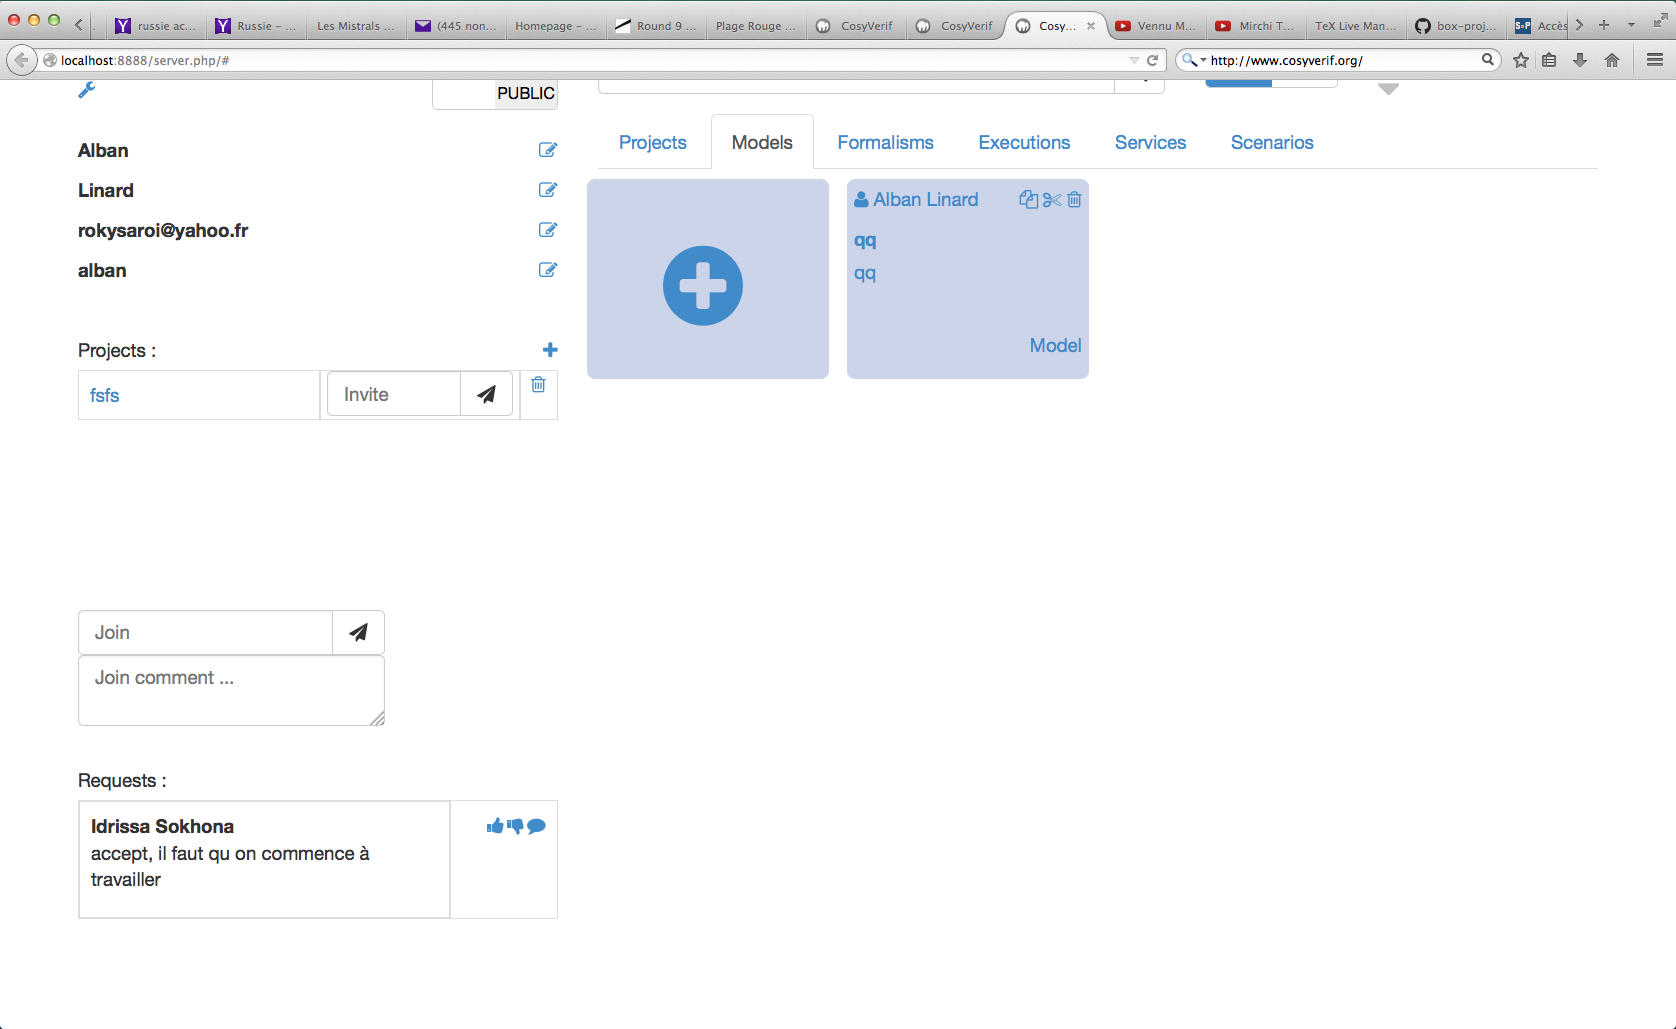 russie ac...
Russie – ...
Les Mistrals ...
(445 non...
Homepage – ...
Round 9 ...
Plage Rouge ...
CosyVerif
CosyVerif
Cosy...
Vennu M...
Mirchi T...
TeX Live Man...
box-proj...
Accès
localhost:8888/server.php/#
http://www.cosyverif.org/
PUBLIC
Alban
Linard
rokysaroi@yahoo.fr
alban
Projects :
fsfs
Invite
Join
Join comment ...
Requests :
Idrissa Sokhona
accept, il faut qu on commence à
travailler
Projects
Models
Formalisms
Executions
Services
Scenarios
Alban Linard
qq
qq
Model